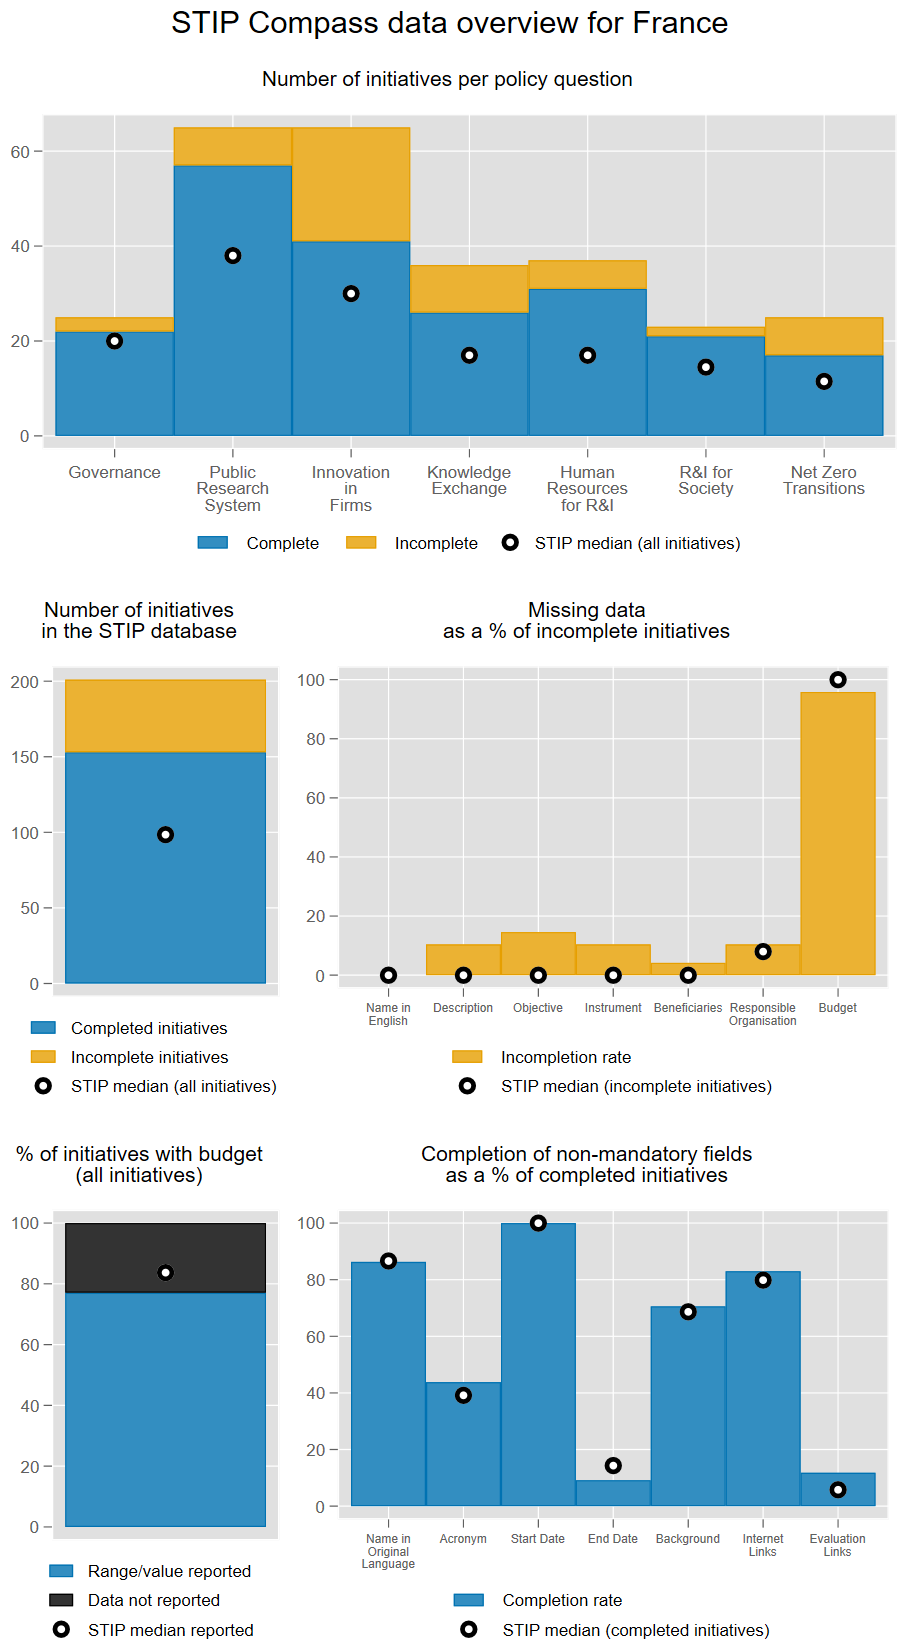 STIP Compass data overview for France
Number of initiatives per policy question
60
40
20
0
Governance
Public
Research
System
Innovation
in
Firms
Knowledge
Exchange
Human
Resources
for R&I
R&I for
Society
Net Zero
Transitions
Complete
Incomplete
STIP median (all initiatives)
Number of initiatives
in the STIP database
200
150
100
50
0
Completed initiatives
Incomplete initiatives
STIP median (all initiatives)
Missing data
as a % of incomplete initiatives
100
80
60
40
20
0
Name in
English
Description
Objective
Instrument
Beneficiaries
Responsible
Organisation
Budget
Incompletion rate
STIP median (incomplete initiatives)
% of initiatives with budget
(all initiatives)
100
80
60
40
20
0
Range/value reported
Data not reported
STIP median reported
Completion of non-mandatory fields
as a % of completed initiatives
100
80
60
40
20
0
Name in
Original
Language
Acronym
Start Date
End Date
Background
Internet
Links
Evaluation
Links
Completion rate
STIP median (completed initiatives)